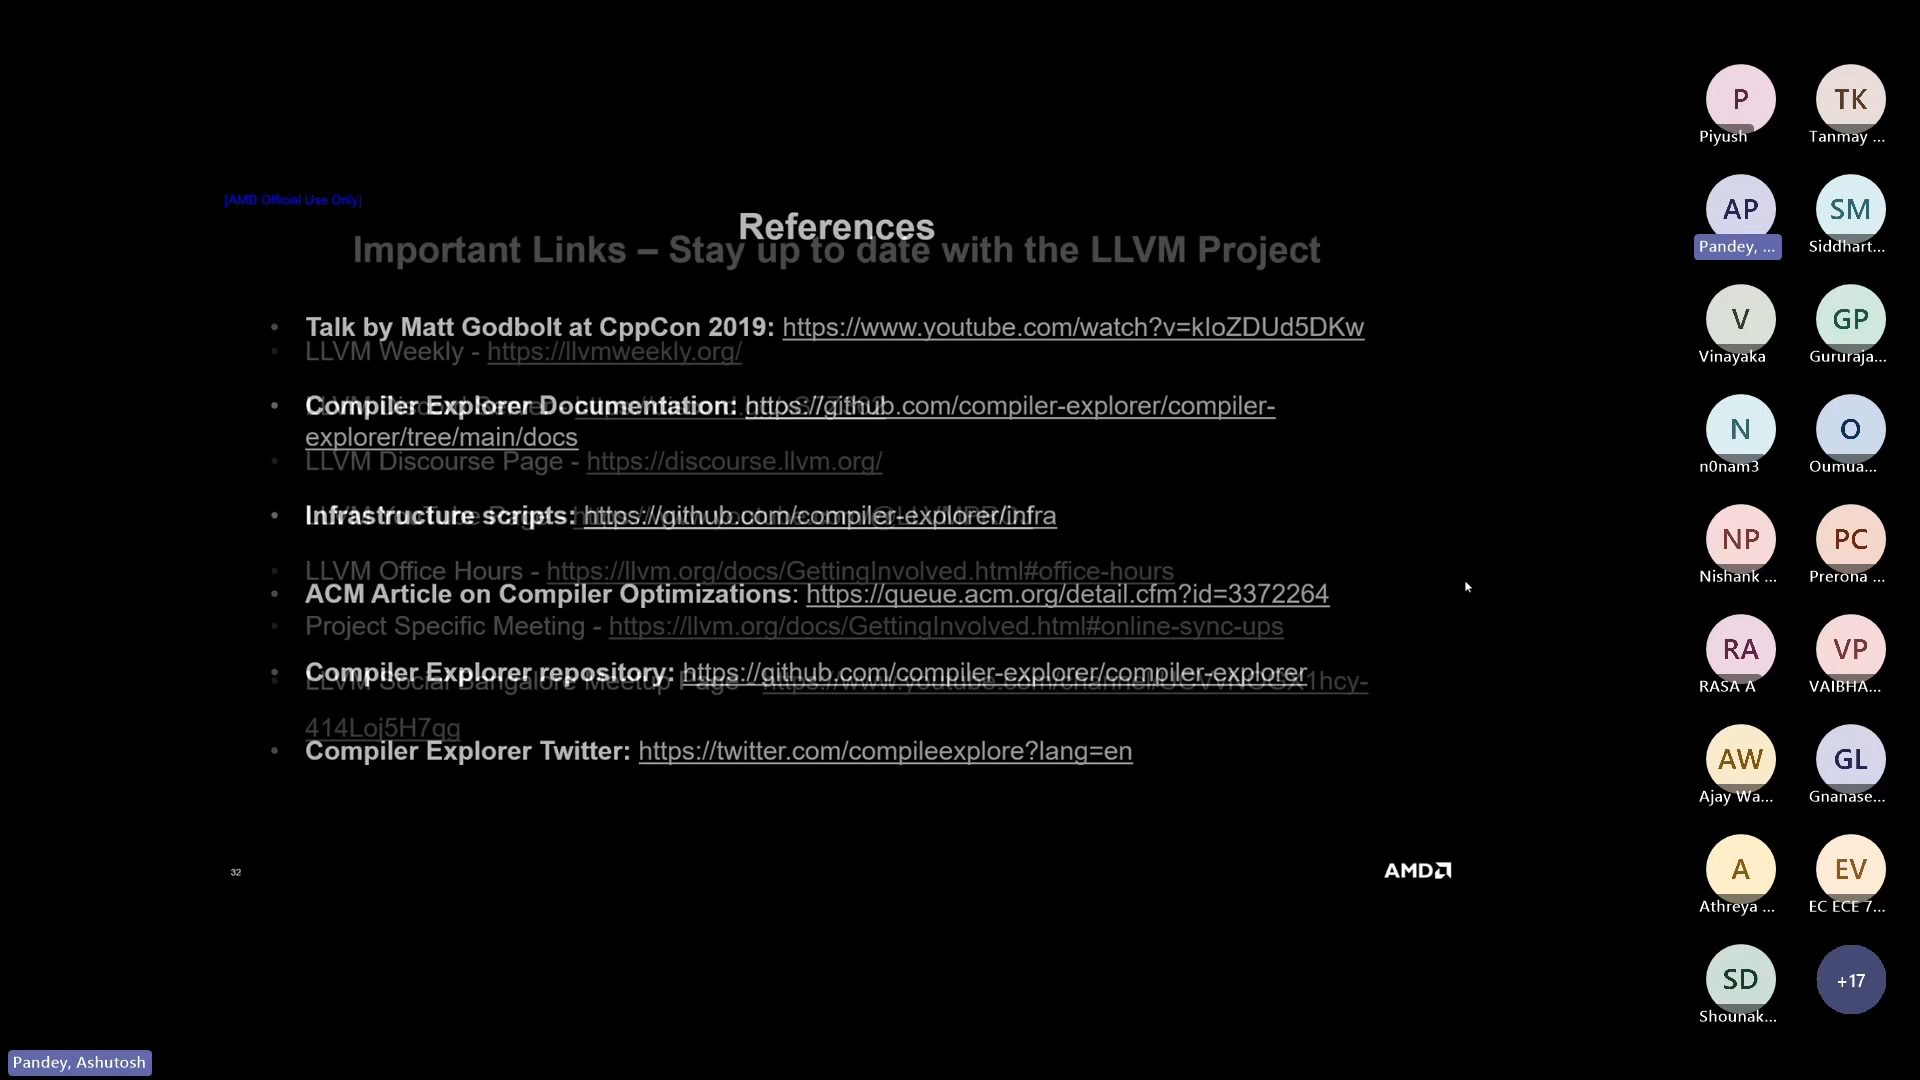 [AMD Official Use Only]
References
Important Links – Stay up to date with the LLVM Project
• Talk by Matt Godbolt at CppCon 2019: https://www.youtube.com/watch?v=kIoZDUd5DKw
• LLVM Weekly - https://llvmweekly.org/
• Compiler Explorer Documentation: https://github.com/compiler-explorer/compiler-
explorer/tree/main/docs
• LLVM Discourse Page - https://discourse.llvm.org/
• Infrastructure scripts: https://github.com/compiler-explorer/infra
• LLVM Office Hours - https://llvm.org/docs/GettingInvolved.html#office-hours
• ACM Article on Compiler Optimizations: https://queue.acm.org/detail.cfm?id=3372264
• Project Specific Meeting - https://llvm.org/docs/GettingInvolved.html#online-sync-ups
• Compiler Explorer repository: https://github.com/compiler-explorer/compiler-explorer
• LLVM Social Bangalore Meetup Page -
414Loj5H7qg
• Compiler Explorer Twitter: https://twitter.com/compileexplore?lang=en
32
AMD
P
Piyush
TK
Tanmay ...
AP
Pandey, ...
SM
Siddhart...
V
Vinayaka
GP
Gururaja...
N
n0nam3
O
Oumua...
NP
Nishank ...
PC
Prerona ...
RA
RASA A
VP
VAIBHA...
AW
Ajay Wa...
GL
Gnanase...
A
Athreya ...
EV
EC ECE 7...
SD
Shounak...
+17
Pandey, Ashutosh